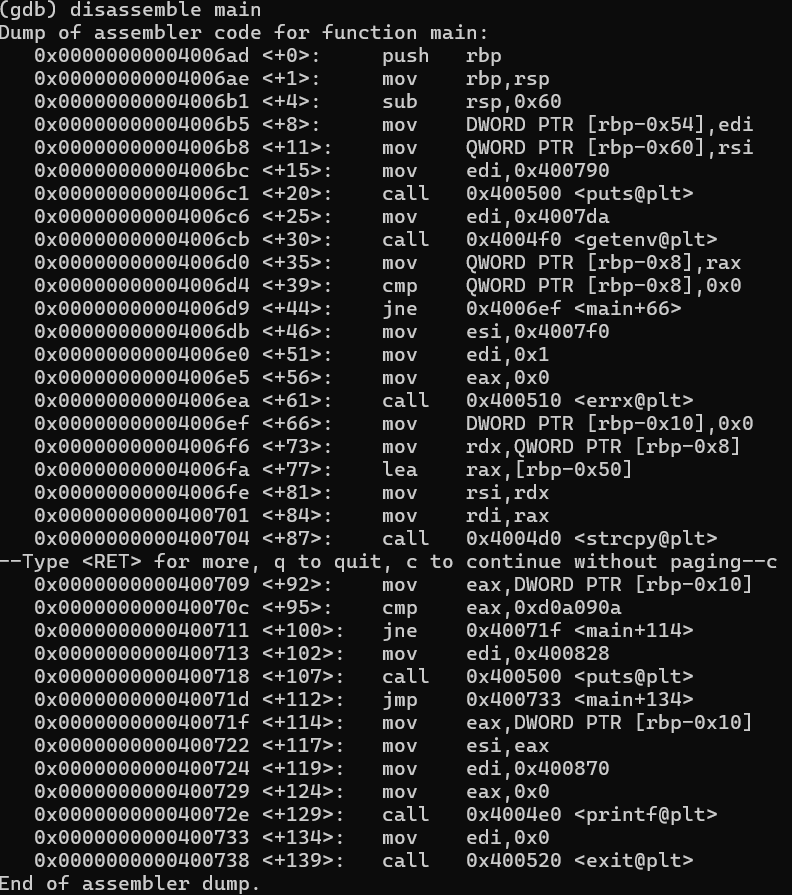 (gdb) disassemble main
Dump of assembler code for function main:
   0x00000000004006ad <+0>:     push   rbp
   0x00000000004006ae <+1>:     mov    rbp,rsp
   0x00000000004006b1 <+4>:     sub    rsp,0x60
   0x00000000004006b5 <+8>:     mov    DWORD PTR [rbp-0x54],edi
   0x00000000004006b8 <+11>:    mov    QWORD PTR [rbp-0x60],rsi
   0x00000000004006bc <+15>:    mov    edi,0x400790
   0x00000000004006c1 <+20>:    call   0x400500 <puts@plt>
   0x00000000004006c6 <+25>:    mov    edi,0x4007da
   0x00000000004006cb <+30>:    call   0x4004f0 <getenv@plt>
   0x00000000004006d0 <+35>:    mov    QWORD PTR [rbp-0x8],rax
   0x00000000004006d4 <+39>:    cmp    QWORD PTR [rbp-0x8],0x0
   0x00000000004006d9 <+44>:    jne    0x4006ef <main+66>
   0x00000000004006db <+46>:    mov    esi,0x4007f0
   0x00000000004006e0 <+51>:    mov    edi,0x1
   0x00000000004006e5 <+56>:    mov    eax,0x0
   0x00000000004006ea <+61>:    call   0x400510 <errx@plt>
   0x00000000004006ef <+66>:    mov    DWORD PTR [rbp-0x10],0x0
   0x00000000004006f6 <+73>:    mov    rdx,QWORD PTR [rbp-0x8]
   0x00000000004006fa <+77>:    lea    rax,[rbp-0x50]
   0x00000000004006fe <+81>:    mov    rsi,rdx
   0x0000000000400701 <+84>:    mov    rdi,rax
   0x0000000000400704 <+87>:    call   0x4004d0 <strcpy@plt>
--Type <RET> for more, q to quit, c to continue without paging--c
   0x0000000000400709 <+92>:    mov    eax,DWORD PTR [rbp-0x10]
   0x000000000040070c <+95>:    cmp    eax,0xd0a090a
   0x0000000000400711 <+100>:   jne    0x40071f <main+114>
   0x0000000000400713 <+102>:   mov    edi,0x400828
   0x0000000000400718 <+107>:   call   0x400500 <puts@plt>
   0x000000000040071d <+112>:   jmp    0x400733 <main+134>
   0x000000000040071f <+114>:   mov    eax,DWORD PTR [rbp-0x10]
   0x0000000000400722 <+117>:   mov    esi,eax
   0x0000000000400724 <+119>:   mov    edi,0x400870
   0x0000000000400729 <+124>:   mov    eax,0x0
   0x000000000040072e <+129>:   call   0x4004e0 <printf@plt>
   0x0000000000400733 <+134>:   mov    edi,0x0
   0x0000000000400738 <+139>:   call   0x400520 <exit@plt>
End of assembler dump.